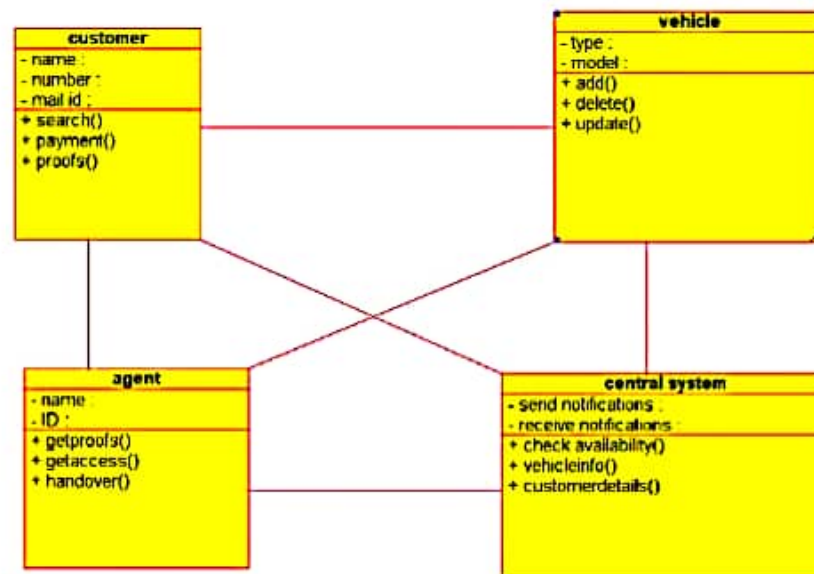 customer
- name :
- number :
- mail id :
+ search()
+ payment()
+ proofs()
vehicle
- type :
- model :
+ add()
+ delete()
+ update()
agent
- name :
- ID :
+ getproofs()
+ getaccess()
+ handover()
central system
- send notifications :
- receive notifications :
+ check availability()
+ vehicleinfo()
+ customerdetails()